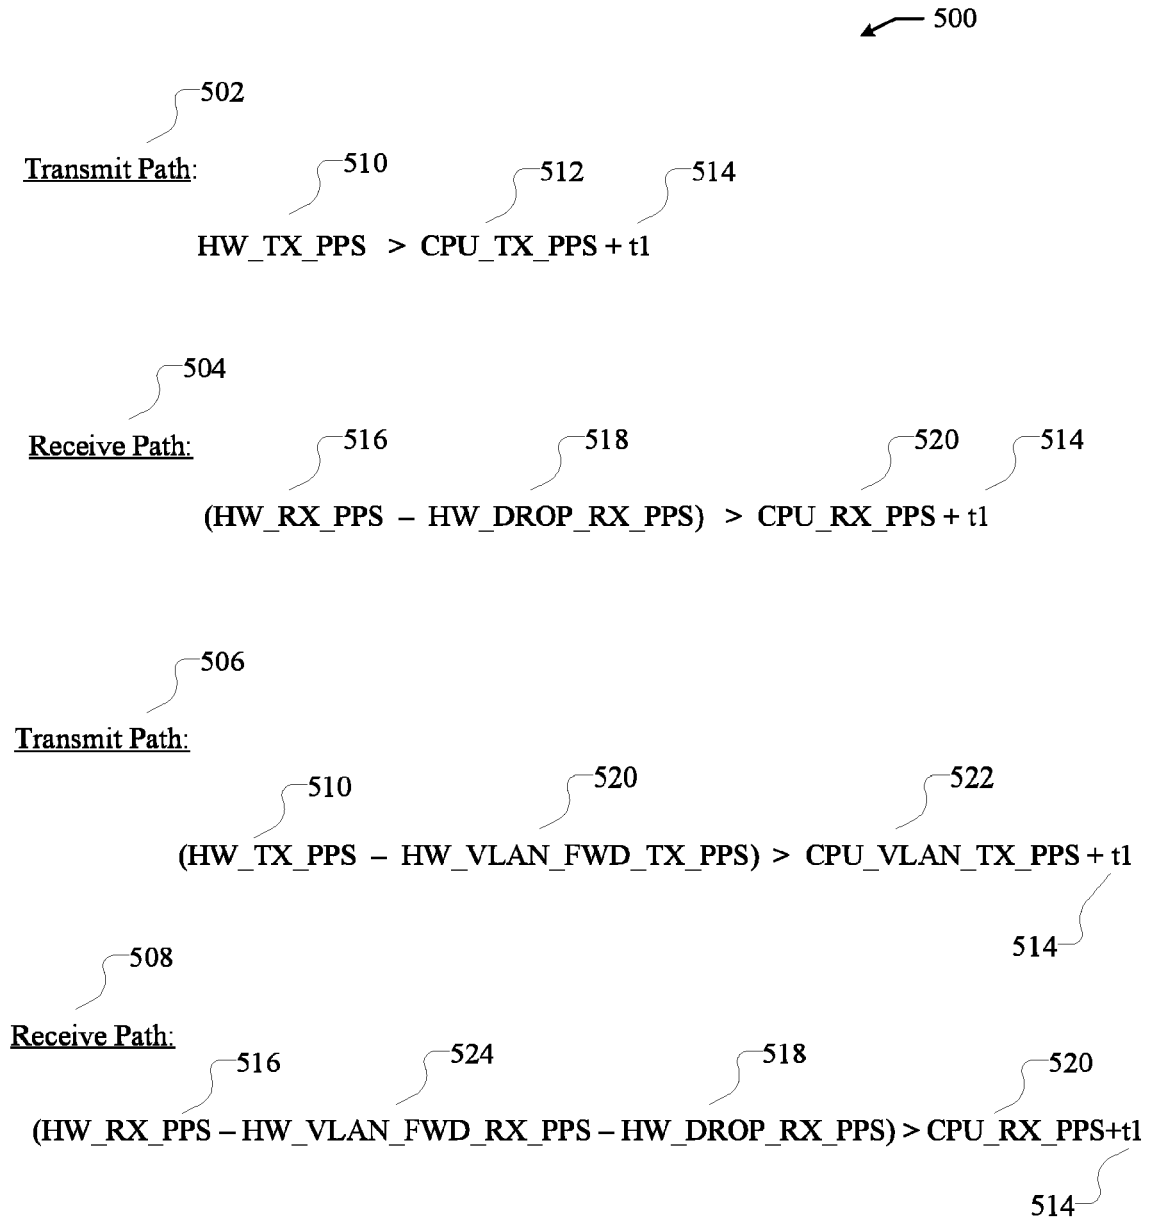 500
502
Transmit Path:
510 512 514
HW_TX_PPS > CPU_TX_PPS + t1
504
Receive Path:
516 518 520 514
(HW_RX_PPS – HW_DROP_RX_PPS) > CPU_RX_PPS + t1
506
Transmit Path:
510 520 522
(HW_TX_PPS – HW_VLAN_FWD_TX_PPS) > CPU_VLAN_TX_PPS + t1
514
508
Receive Path:
516 524 518 520
(HW_RX_PPS – HW_VLAN_FWD_RX_PPS – HW_DROP_RX_PPS) > CPU_RX_PPS+t1
514